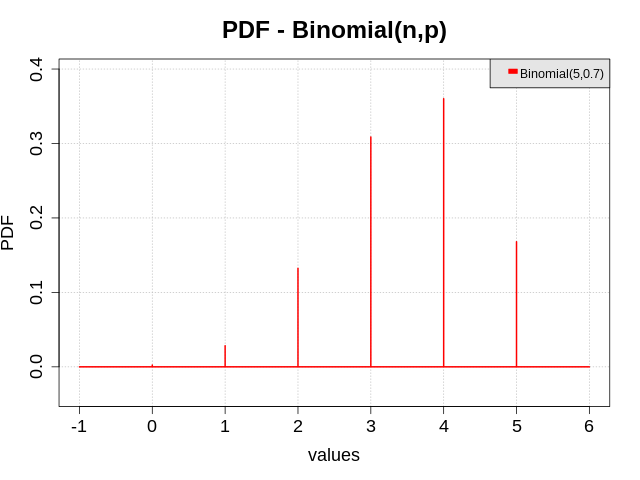 PDF - Binomial(n,p)
Binomial(5,0.7)
0.4
0.3
0.2
0.1
0.0
PDF
-1 0 1 2 3 4 5 6
values